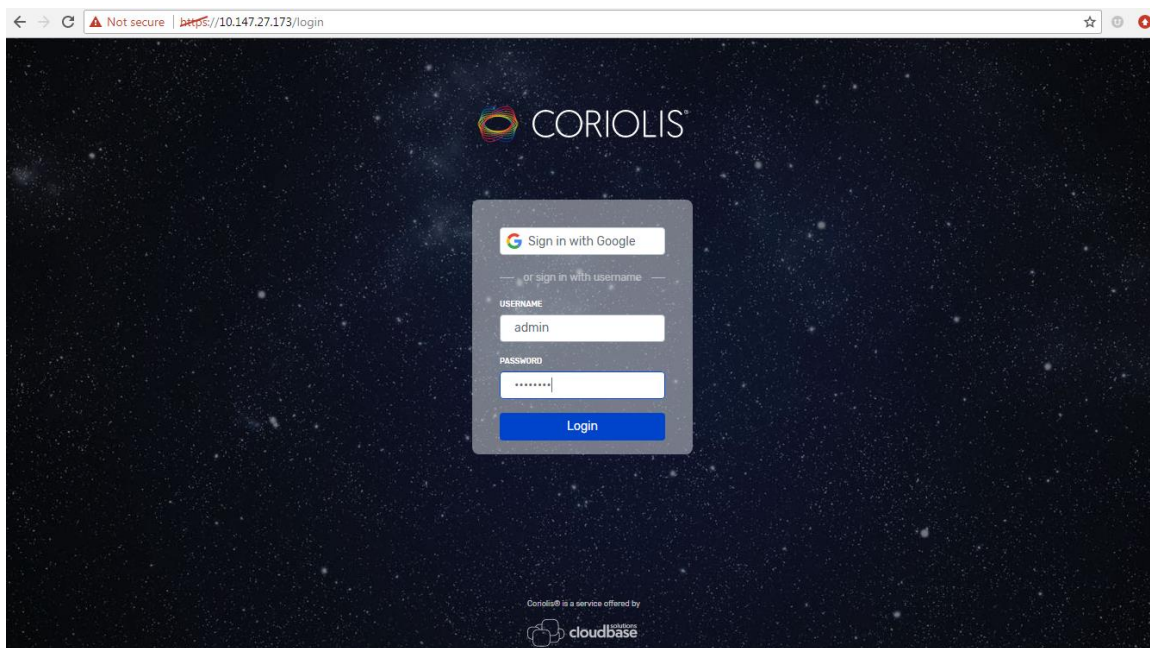 Not secure | https://10.147.27.173/login
CORIOLIS®
Sign in with Google
or sign in with username
USERNAME
admin
PASSWORD
••••••••
Login
Coriolis® is a service offered by
cloudbase solutions